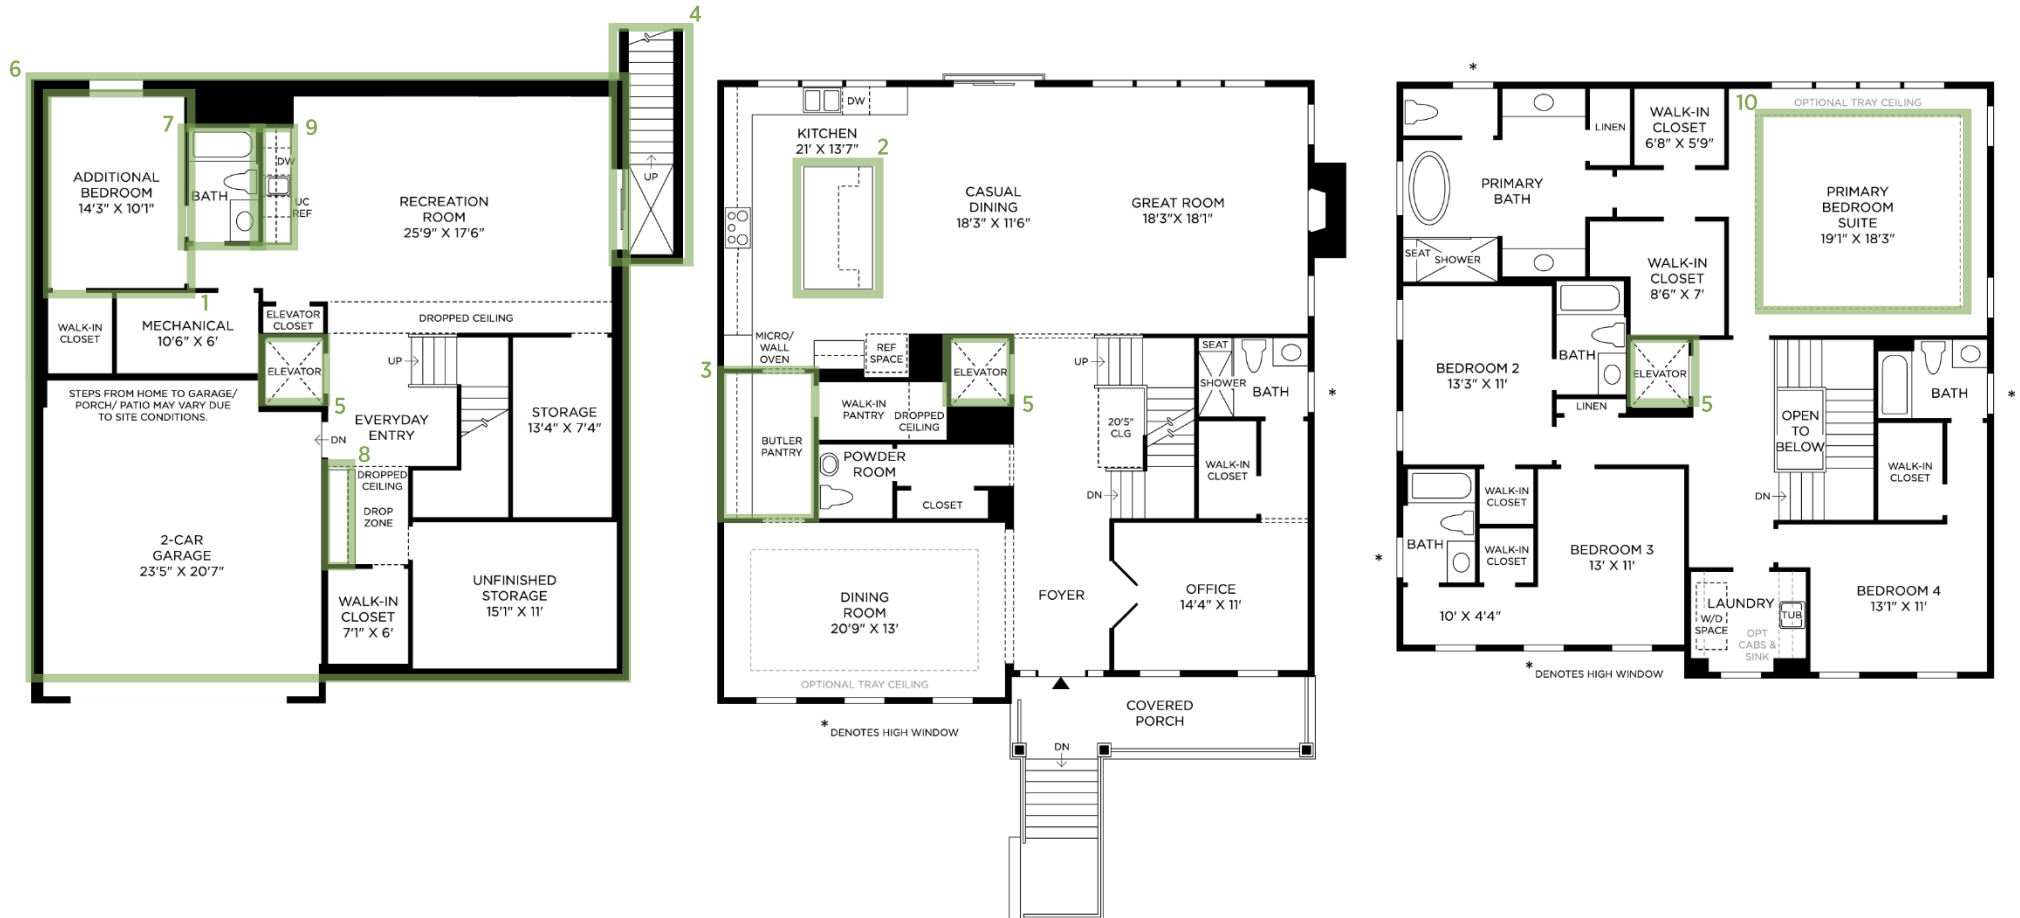 4
6
7
9
ADDITIONAL
BEDROOM
14'3" X 10'1"
BATH
DW
UC
REF
UP
RECREATION
ROOM
25'9" X 17'6"
1
WALK-IN
CLOSET
MECHANICAL
10'6" X 6'
ELEVATOR
CLOSET
DROPPED CEILING
ELEVATOR
UP
5
STEPS FROM HOME TO GARAGE/
PORCH/ PATIO MAY VARY DUE
TO SITE CONDITIONS.
EVERYDAY
ENTRY
STORAGE
13'4" X 7'4"
DN
8
DROPPED
CEILING
DROP
ZONE
2-CAR
GARAGE
23'5" X 20'7"
WALK-IN
CLOSET
7'1" X 6'
UNFINISHED
STORAGE
15'1" X 11'
DW
KITCHEN
21' X 13'7"
2
CASUAL
DINING
18'3" X 11'6"
GREAT ROOM
18'3"X 18'1"
MICRO/
WALL
OVEN
REF
SPACE
3
ELEVATOR
5
UP
SEAT
SHOWER
BATH
*
WALK-IN
PANTRY
DROPPED
CEILING
20'5"
CLG
BUTLER
PANTRY
POWDER
ROOM
CLOSET
WALK-IN
CLOSET
DN
DINING
ROOM
20'9" X 13'
FOYER
OFFICE
14'4" X 11'
OPTIONAL TRAY CEILING
COVERED
PORCH
* DENOTES HIGH WINDOW
DN
*
10
OPTIONAL TRAY CEILING
LINEN
WALK-IN
CLOSET
6'8" X 5'9"
PRIMARY
BATH
PRIMARY
BEDROOM
SUITE
19'1" X 18'3"
SEAT
SHOWER
WALK-IN
CLOSET
8'6" X 7'
BEDROOM 2
13'3" X 11'
BATH
ELEVATOR
5
LINEN
BATH
*
OPEN
TO
BELOW
WALK-IN
CLOSET
DN
WALK-IN
CLOSET
BATH
*
WALK-IN
CLOSET
BEDROOM 3
13' X 11'
10' X 4'4"
LAUNDRY
W/D
SPACE
TUB
OPT
CABS &
SINK
BEDROOM 4
13'1" X 11'
* DENOTES HIGH WINDOW